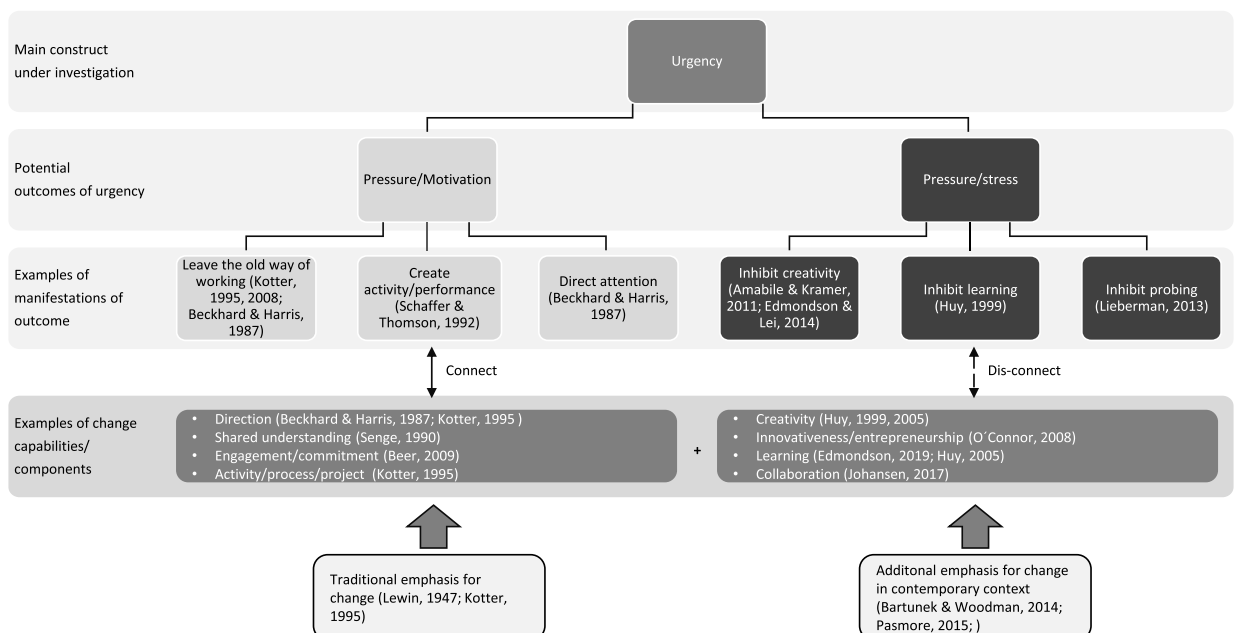 Main construct
under investigation
Urgency
Potential
outcomes of urgency
Pressure/Motivation
Pressure/stress
Examples of
manifestations of
outcome
Leave the old way of
working (Kotter,
1995, 2008;
Beckhard & Harris,
1987)
Create
activity/performance
(Schaffer &
Thomson, 1992)
Direct attention
(Beckhard & Harris,
1987)
Inhibit creativity
(Amabile & Kramer,
2011; Edmondson &
Lei, 2014)
Inhibit learning
(Huy, 1999)
Inhibit probing
(Lieberman, 2013)
Connect
Dis-connect
Examples of change
capabilities/
components
• Direction (Beckhard & Harris, 1987; Kotter, 1995 )
• Shared understanding (Senge, 1990)
• Engagement/commitment (Beer, 2009)
• Activity/process/project (Kotter, 1995)
+
• Creativity (Huy, 1999, 2005)
• Innovativeness/entrepreneurship (O´Connor, 2008)
• Learning (Edmondson, 2019; Huy, 2005)
• Collaboration (Johansen, 2017)
Traditional emphasis for
change (Lewin, 1947; Kotter,
1995)
Additonal emphasis for change
in contemporary context
(Bartunek & Woodman, 2014;
Pasmore, 2015; )